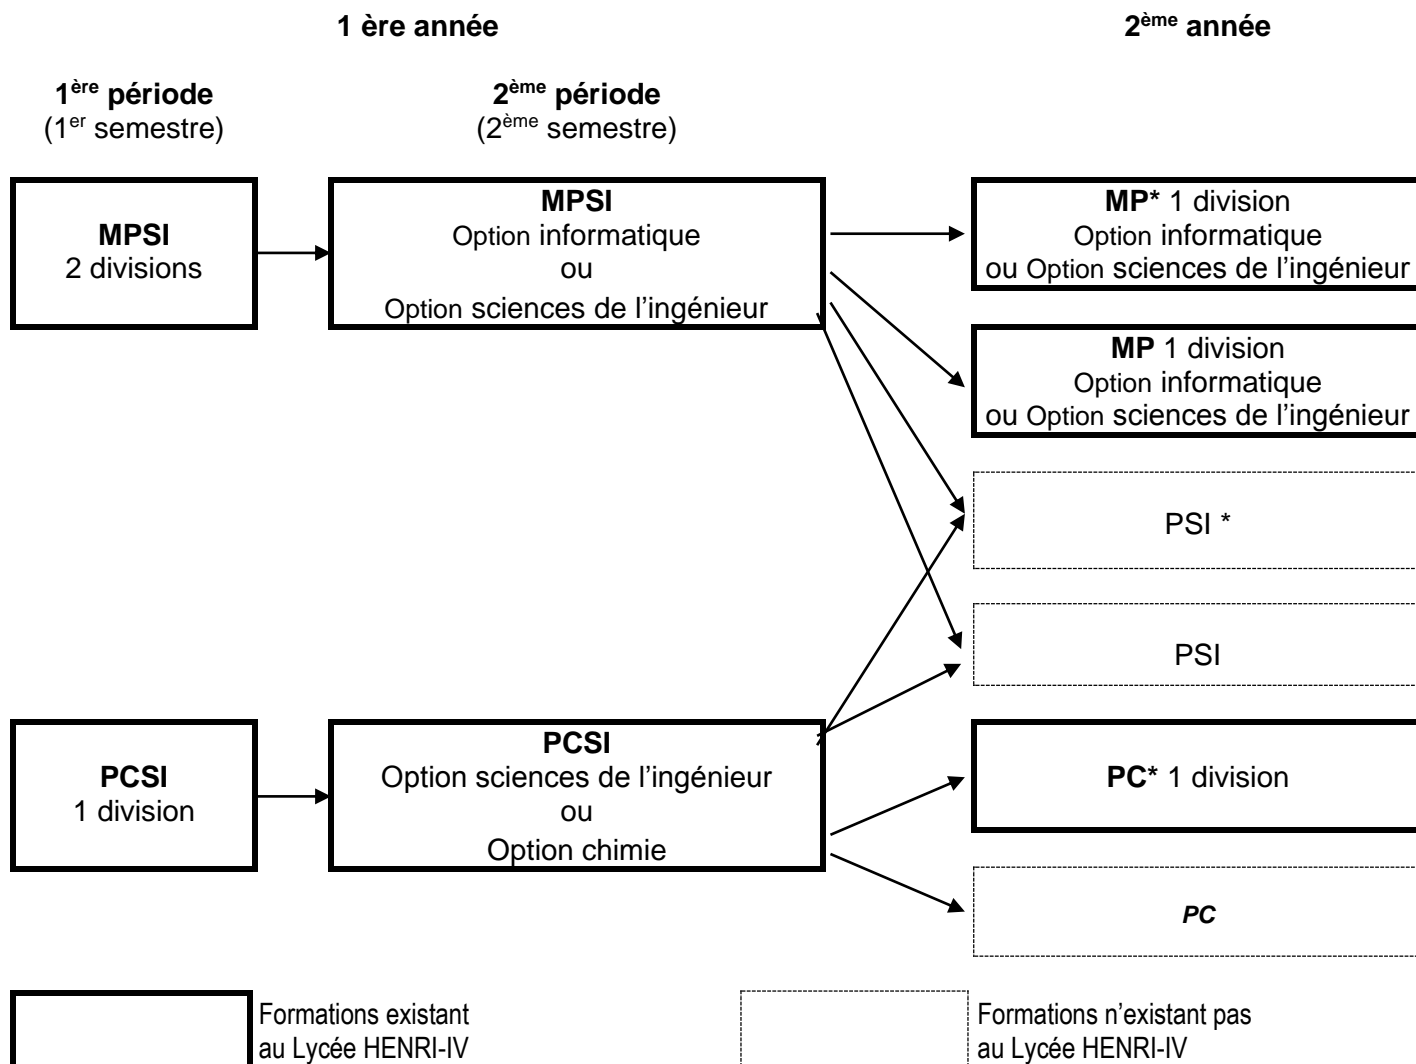 1 ère année
2ème année
1ère période
(1er semestre)
2ème période
(2ème semestre)
MPSI
2 divisions
MPSI
Option informatique
ou
Option sciences de l’ingénieur
MP* 1 division
Option informatique
ou Option sciences de l’ingénieur
MP 1 division
Option informatique
ou Option sciences de l’ingénieur
PSI *
PSI
PCSI
1 division
PCSI
Option sciences de l’ingénieur
ou
Option chimie
PC* 1 division
PC
Formations existant
au Lycée HENRI-IV
Formations n’existant pas
au Lycée HENRI-IV